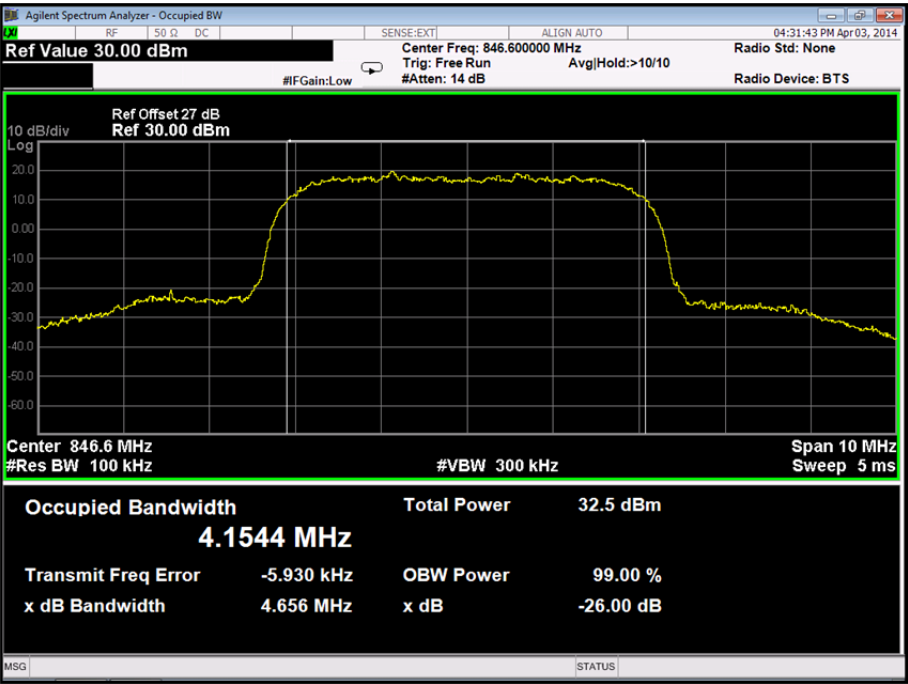 Agilent Spectrum Analyzer - Occupied BW
LXI RF 50 Ω DC SENSE:EXT ALIGN AUTO 04:31:43 PM Apr 03, 2014
Ref Value 30.00 dBm Center Freq: 846.600000 MHz Radio Std: None
Trig: Free Run Avg|Hold:>10/10
#IFGain:Low #Atten: 14 dB Radio Device: BTS
Ref Offset 27 dB
10 dB/div Ref 30.00 dBm
Log
20.0
10.0
0.00
-10.0
-20.0
-30.0
-40.0
-50.0
-60.0
Center 846.6 MHz Span 10 MHz
#Res BW 100 kHz #VBW 300 kHz Sweep 5 ms
Occupied Bandwidth Total Power 32.5 dBm
4.1544 MHz
Transmit Freq Error -5.930 kHz OBW Power 99.00 %
x dB Bandwidth 4.656 MHz x dB -26.00 dB
MSG STATUS